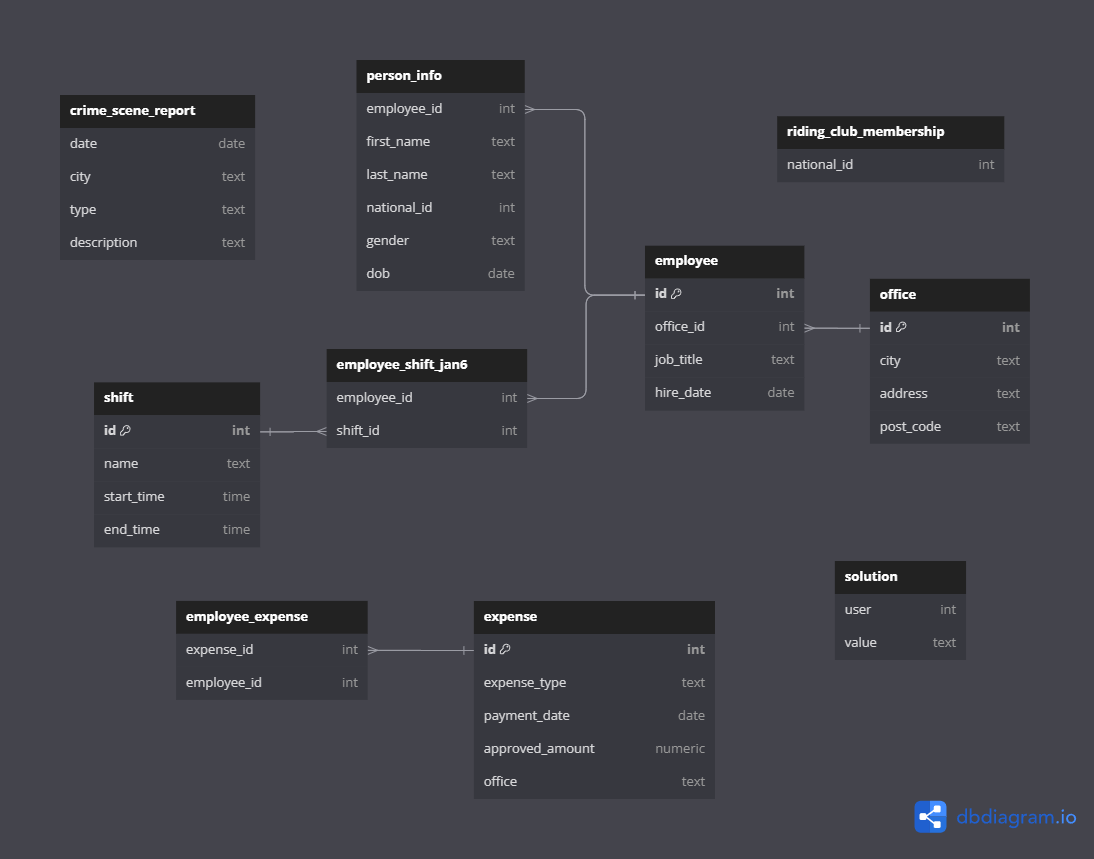 crime_scene_report
date date
city text
type text
description text
person_info
employee_id int
first_name text
last_name text
national_id int
gender text
dob date
riding_club_membership
national_id int
employee
id int
office_id int
job_title text
hire_date date
office
id int
city text
address text
post_code text
employee_shift_jan6
employee_id int
shift_id int
shift
id int
name text
start_time time
end_time time
employee_expense
expense_id int
employee_id int
expense
id int
expense_type text
payment_date date
approved_amount numeric
office text
solution
user int
value text
dbdiagram.io